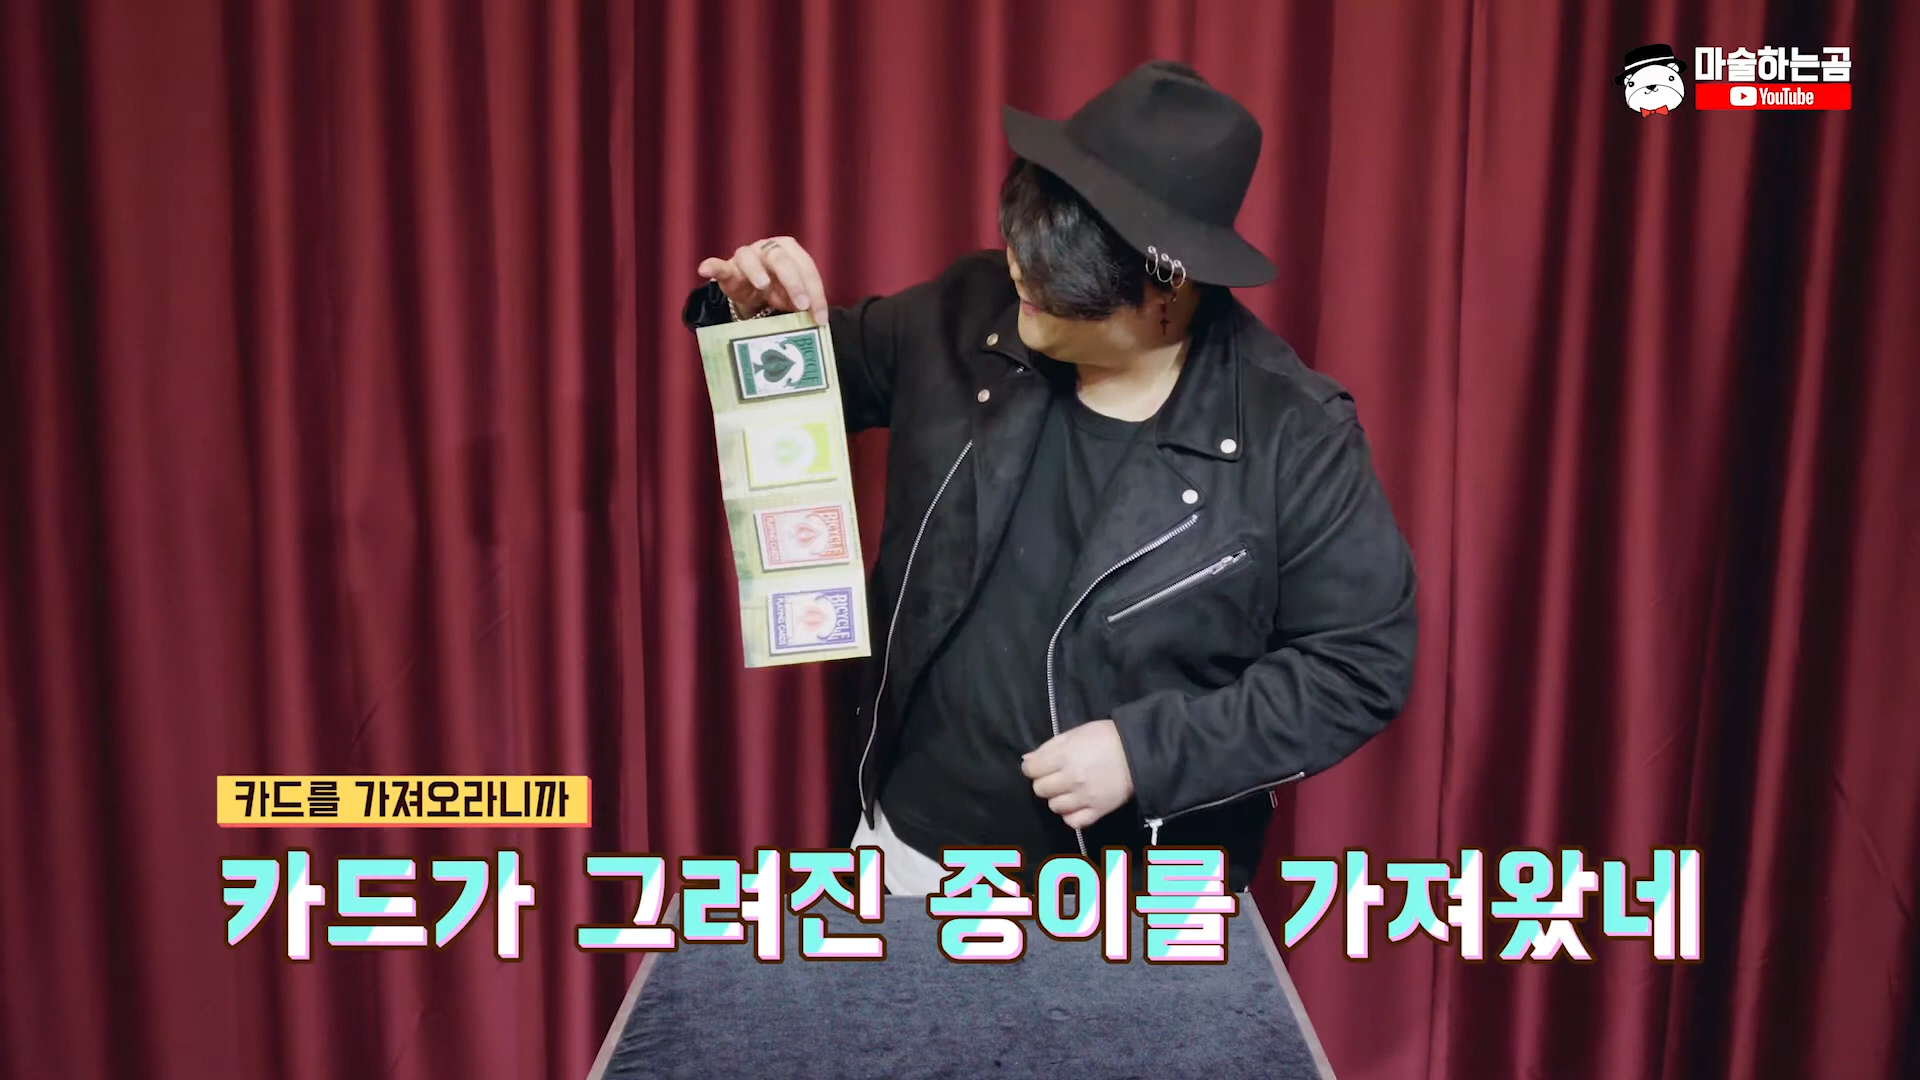 마술하는곰
YouTube
BICYCLE
BICYCLE
PLAYING CARDS
BICYCLE
PLAYING CARDS
카드를 가져오라니까
카드가 그려진 종이를 가져왔네